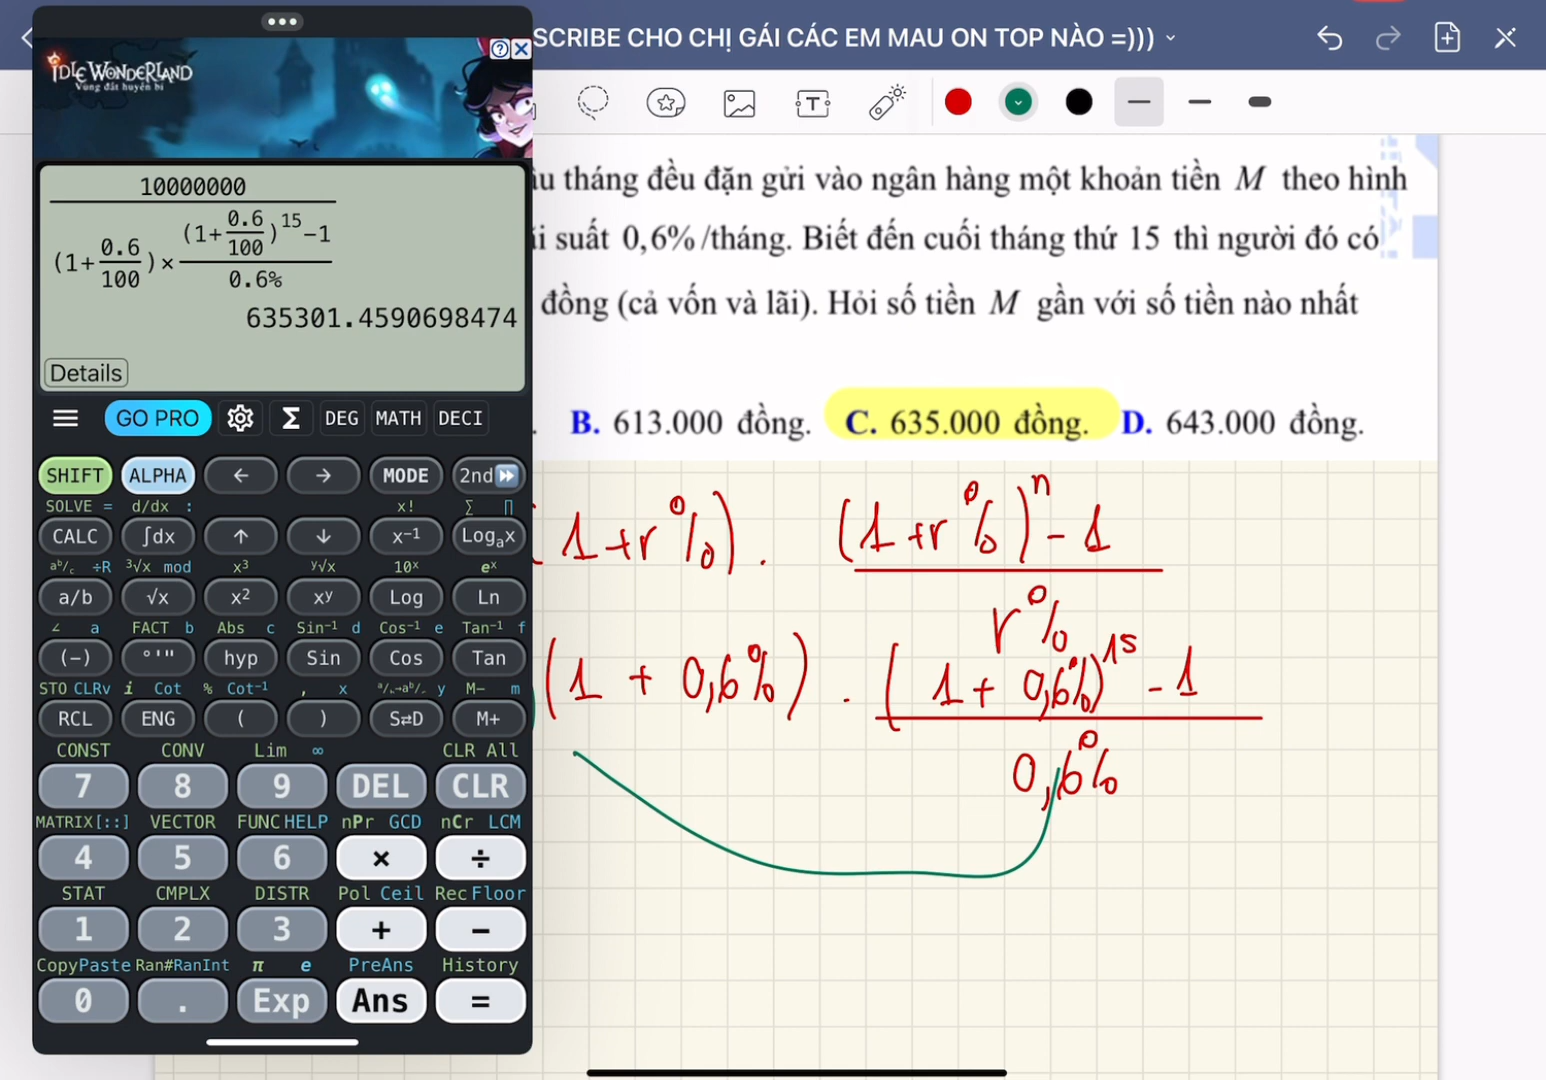 SCRIBE CHO CHỊ GÁI CÁC EM MAU ON TOP NÀO =)))
IDLE WONDERLAND
Vùng đất huyền bí
10000000
(1+0.6/100)×((1+0.6/100)^15-1)/0.6%
635301.4590698474
Details
GO PRO Σ DEG MATH DECI
SHIFT ALPHA ← → MODE 2nd
SOLVE = d/dx : x! ∑ ∏
CALC ∫dx ↑ ↓ x⁻¹ Logₐx
aᵇ/c ÷R ³√x mod x³ ʸ√x 10ˣ eˣ
a/b √x x² xʸ Log Ln
∠ a FACT b Abs c Sin⁻¹ d Cos⁻¹ e Tan⁻¹ f
(−) °'" hyp Sin Cos Tan
STO CLRv i Cot % Cot⁻¹ , x y M− m
RCL ENG ( ) S⇄D M+
CONST CONV Lim ∞ CLR All
7 8 9 DEL CLR
MATRIX[::] VECTOR FUNC HELP nPr GCD nCr LCM
4 5 6 × ÷
STAT CMPLX DISTR Pol Ceil Rec Floor
1 2 3 + −
Copy Paste Ran# RanInt π e PreAns History
0 . Exp Ans =
u tháng đều đặn gửi vào ngân hàng một khoản tiền M theo hình
i suất 0,6%/tháng. Biết đến cuối tháng thứ 15 thì người đó có
đồng (cả vốn và lãi). Hỏi số tiền M gần với số tiền nào nhất
. B. 613.000 đồng. C. 635.000 đồng. D. 643.000 đồng.
(1+r%). ((1+r%)ⁿ - 1)/r%
(1 + 0,6%) . ((1 + 0,6%)¹⁵ - 1)/0,6%